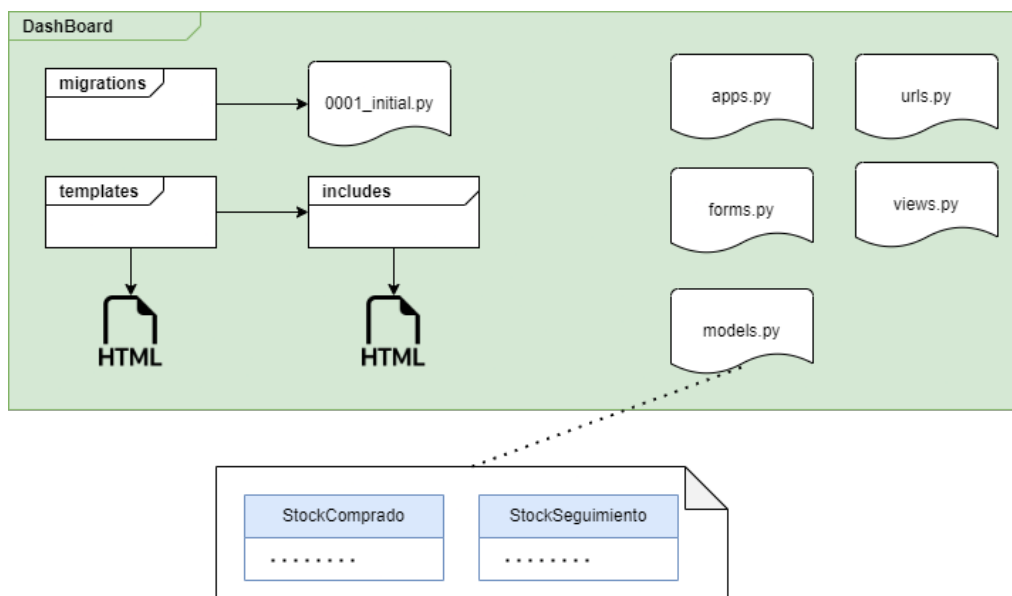 DashBoard
migrations
0001_initial.py
apps.py
urls.py
templates
includes
forms.py
views.py
HTML
HTML
models.py
StockComprado
StockSeguimiento
........
........